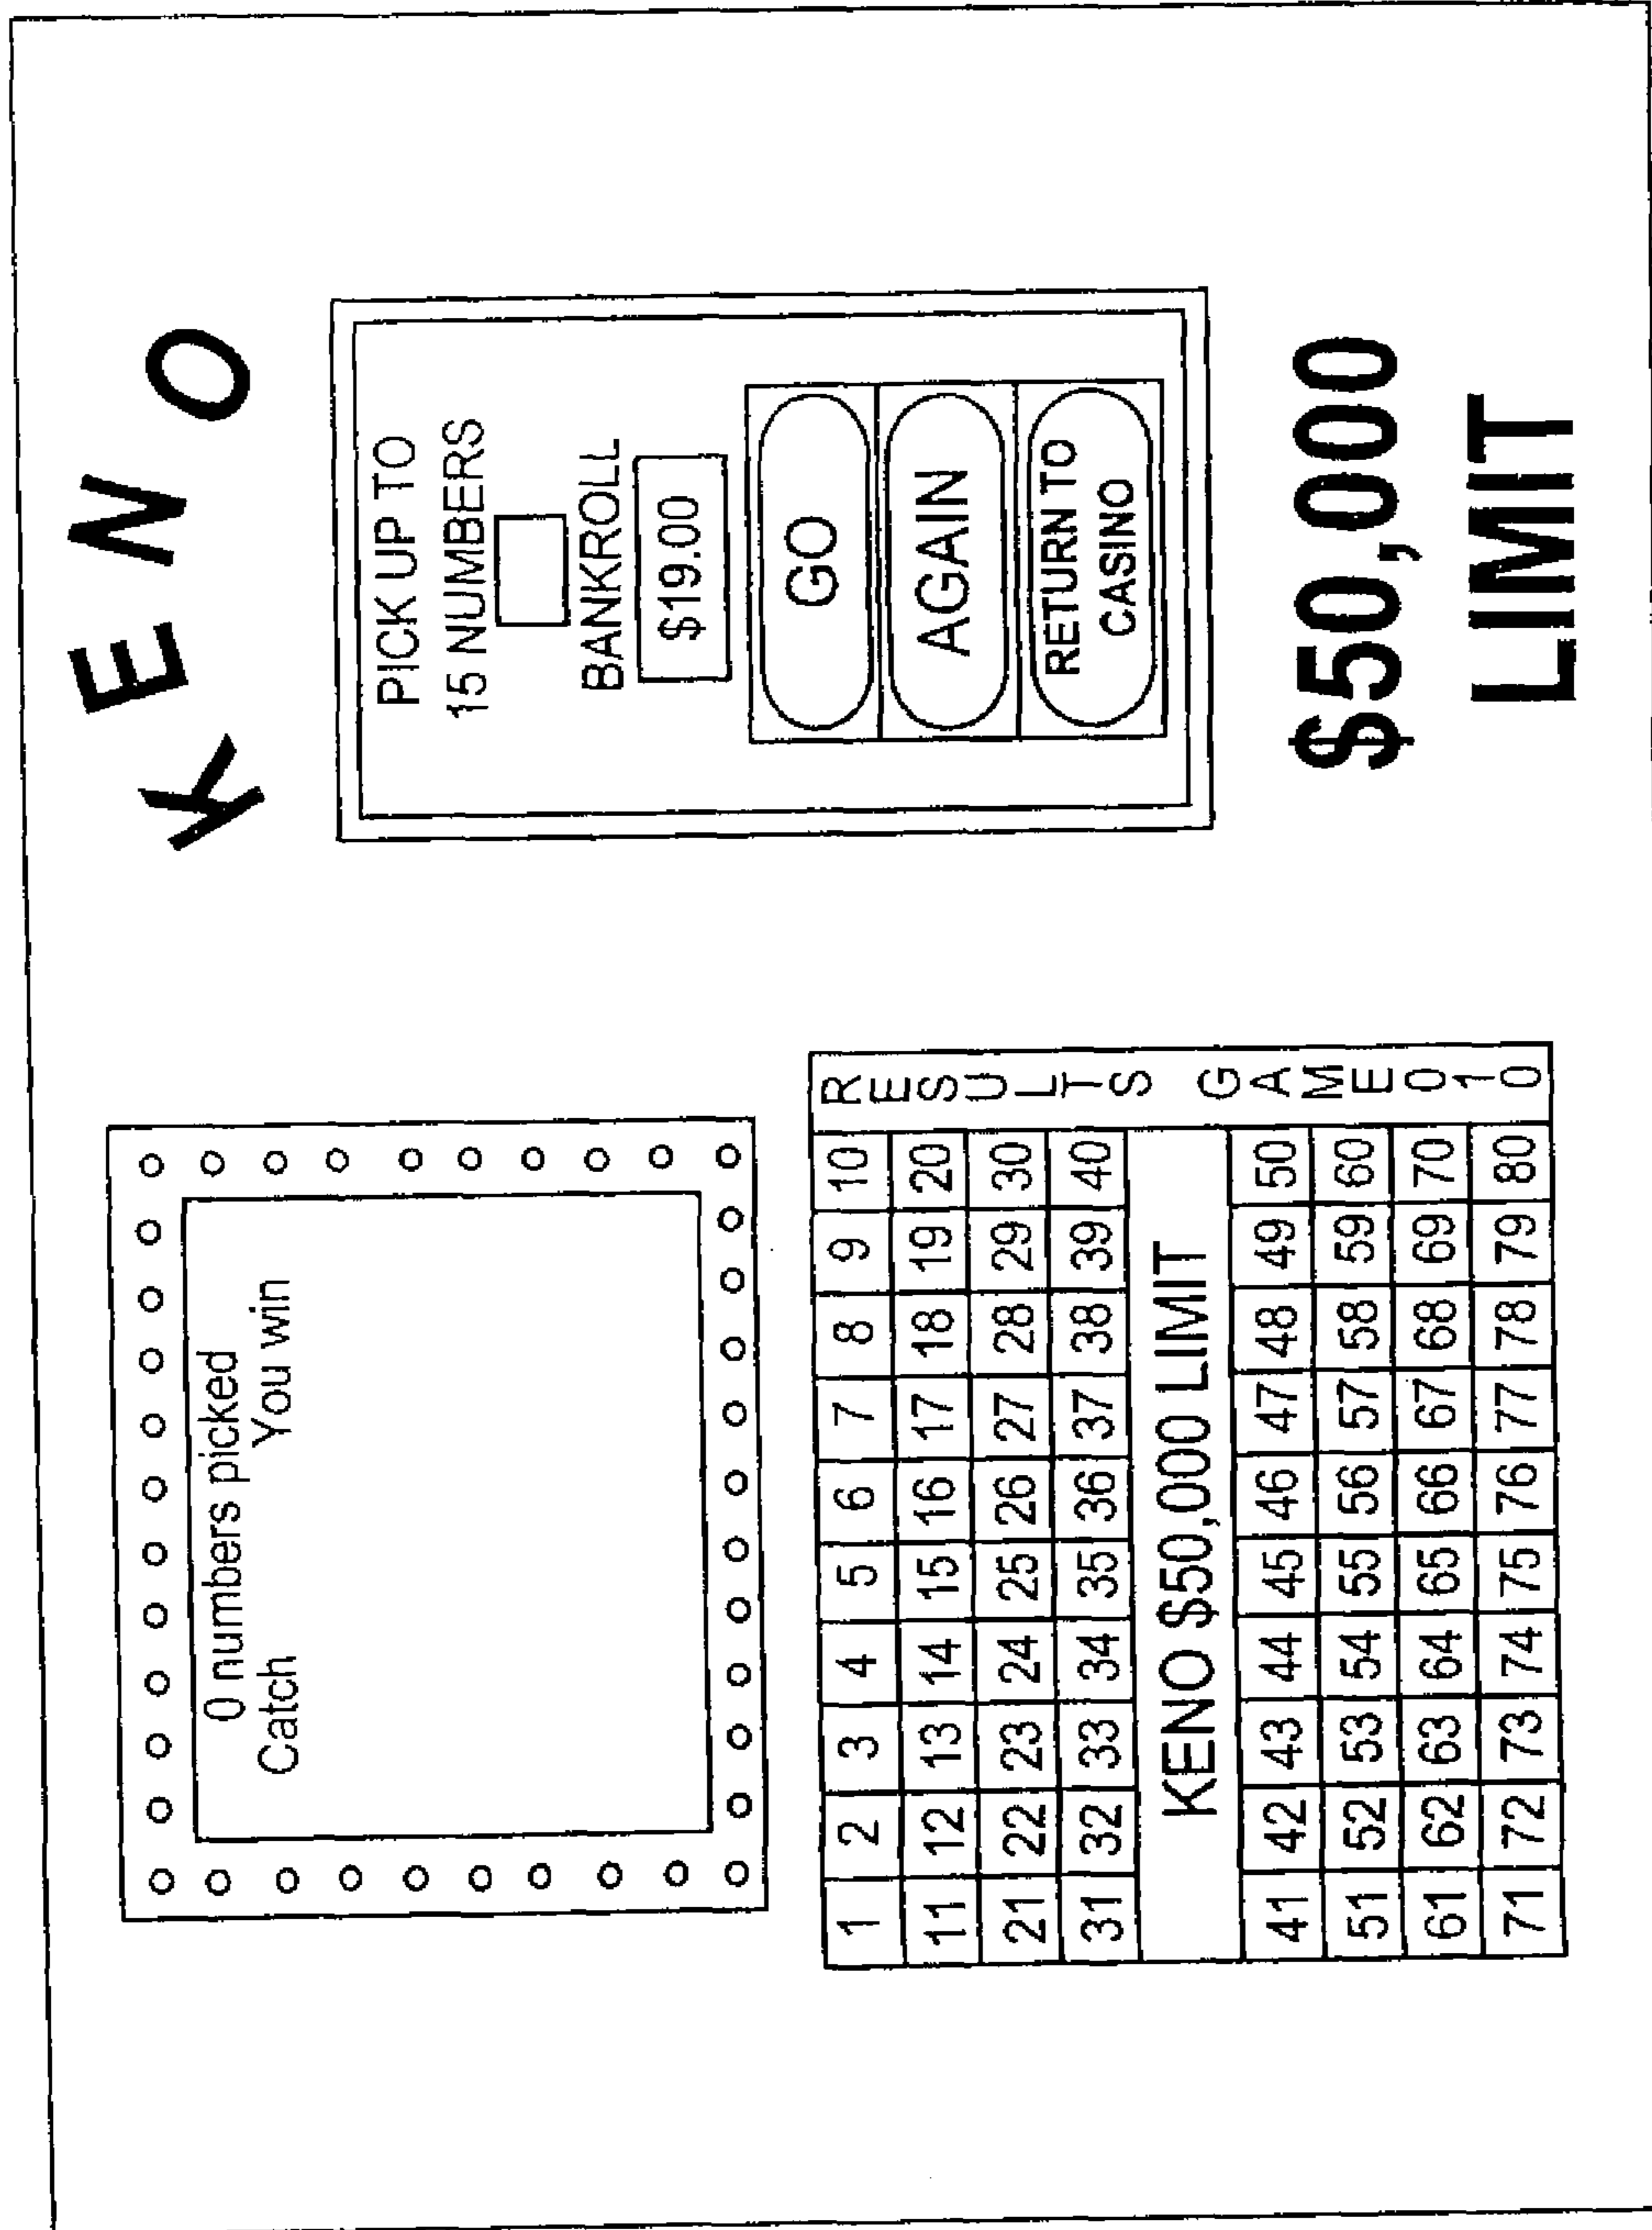 KENO
0 numbers picked
Catch You win
PICK UP TO
15 NUMBERS
BANKROLL
$19.00
GO
AGAIN
RETURN TO
CASINO
$50,000
LIMIT
1 2 3 4 5 6 7 8 9 10
11 12 13 14 15 16 17 18 19 20
21 22 23 24 25 26 27 28 29 30
31 32 33 34 35 36 37 38 39 40
KENO $50,000 LIMIT
41 42 43 44 45 46 47 48 49 50
51 52 53 54 55 56 57 58 59 60
61 62 63 64 65 66 67 68 69 70
71 72 73 74 75 76 77 78 79 80
RESULTS GAME 010